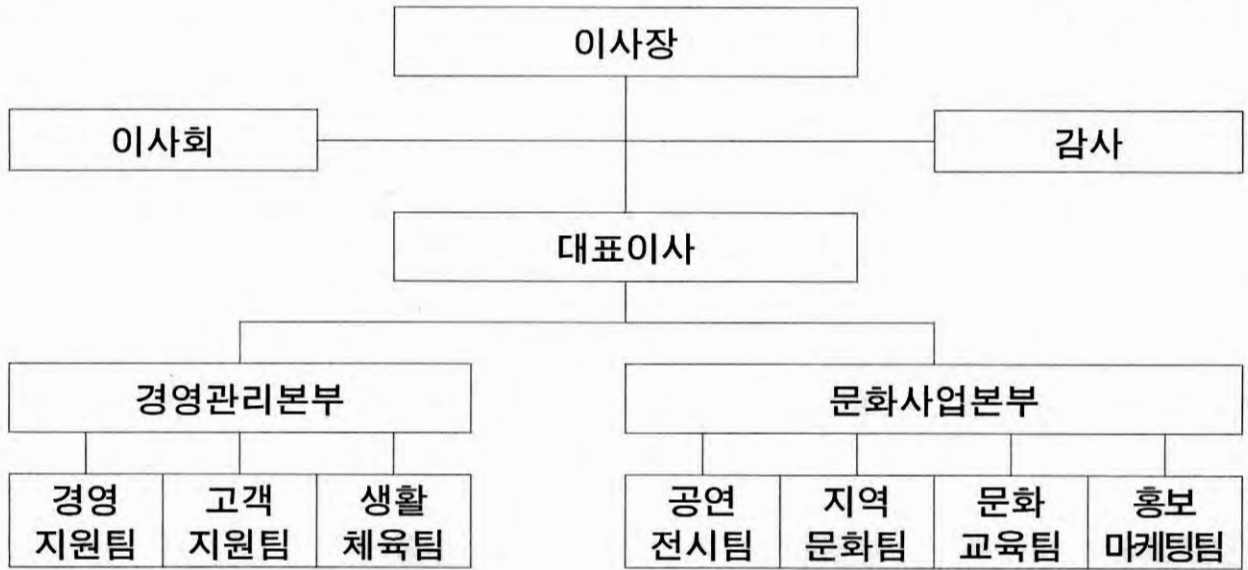 이사장
이사회
감사
대표이사
경영관리본부
문화사업본부
경영
지원팀
고객
지원팀
생활
체육팀
공연
전시팀
지역
문화팀
문화
교육팀
홍보
마케팅팀